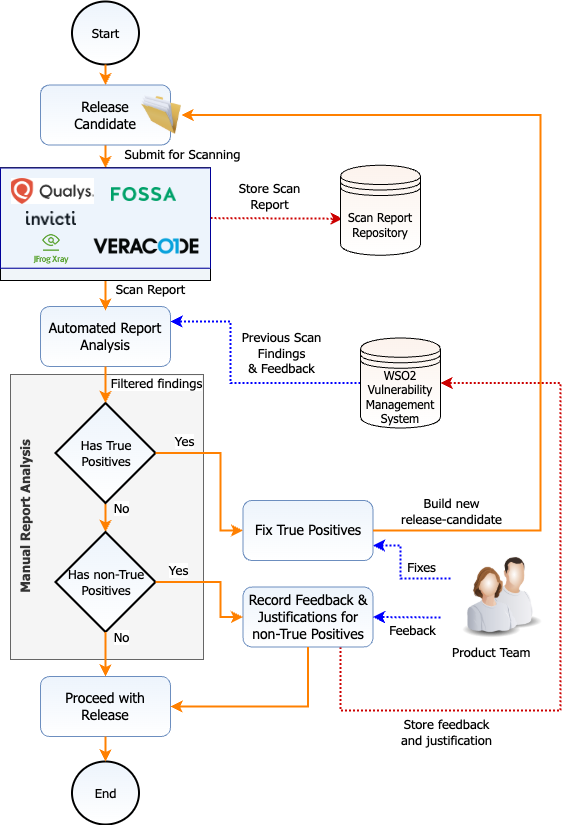 Start
Release
Candidate
Submit for Scanning
Qualys.
FOSSA
invicti
JFrog Xray
VERACODE
Store Scan
Report
Scan Report
Repository
Scan Report
Automated Report
Analysis
Previous Scan
Findings
& Feedback
WSO2
Vulnerability
Management
System
Filtered findings
Manual Report Analysis
Has True
Positives
Yes
No
Fix True Positives
Build new
release-candidate
Has non-True
Positives
Yes
No
Record Feedback &
Justifications for
non-True Positives
Fixes
Feeback
Product Team
Proceed with
Release
Store feedback
and justification
End